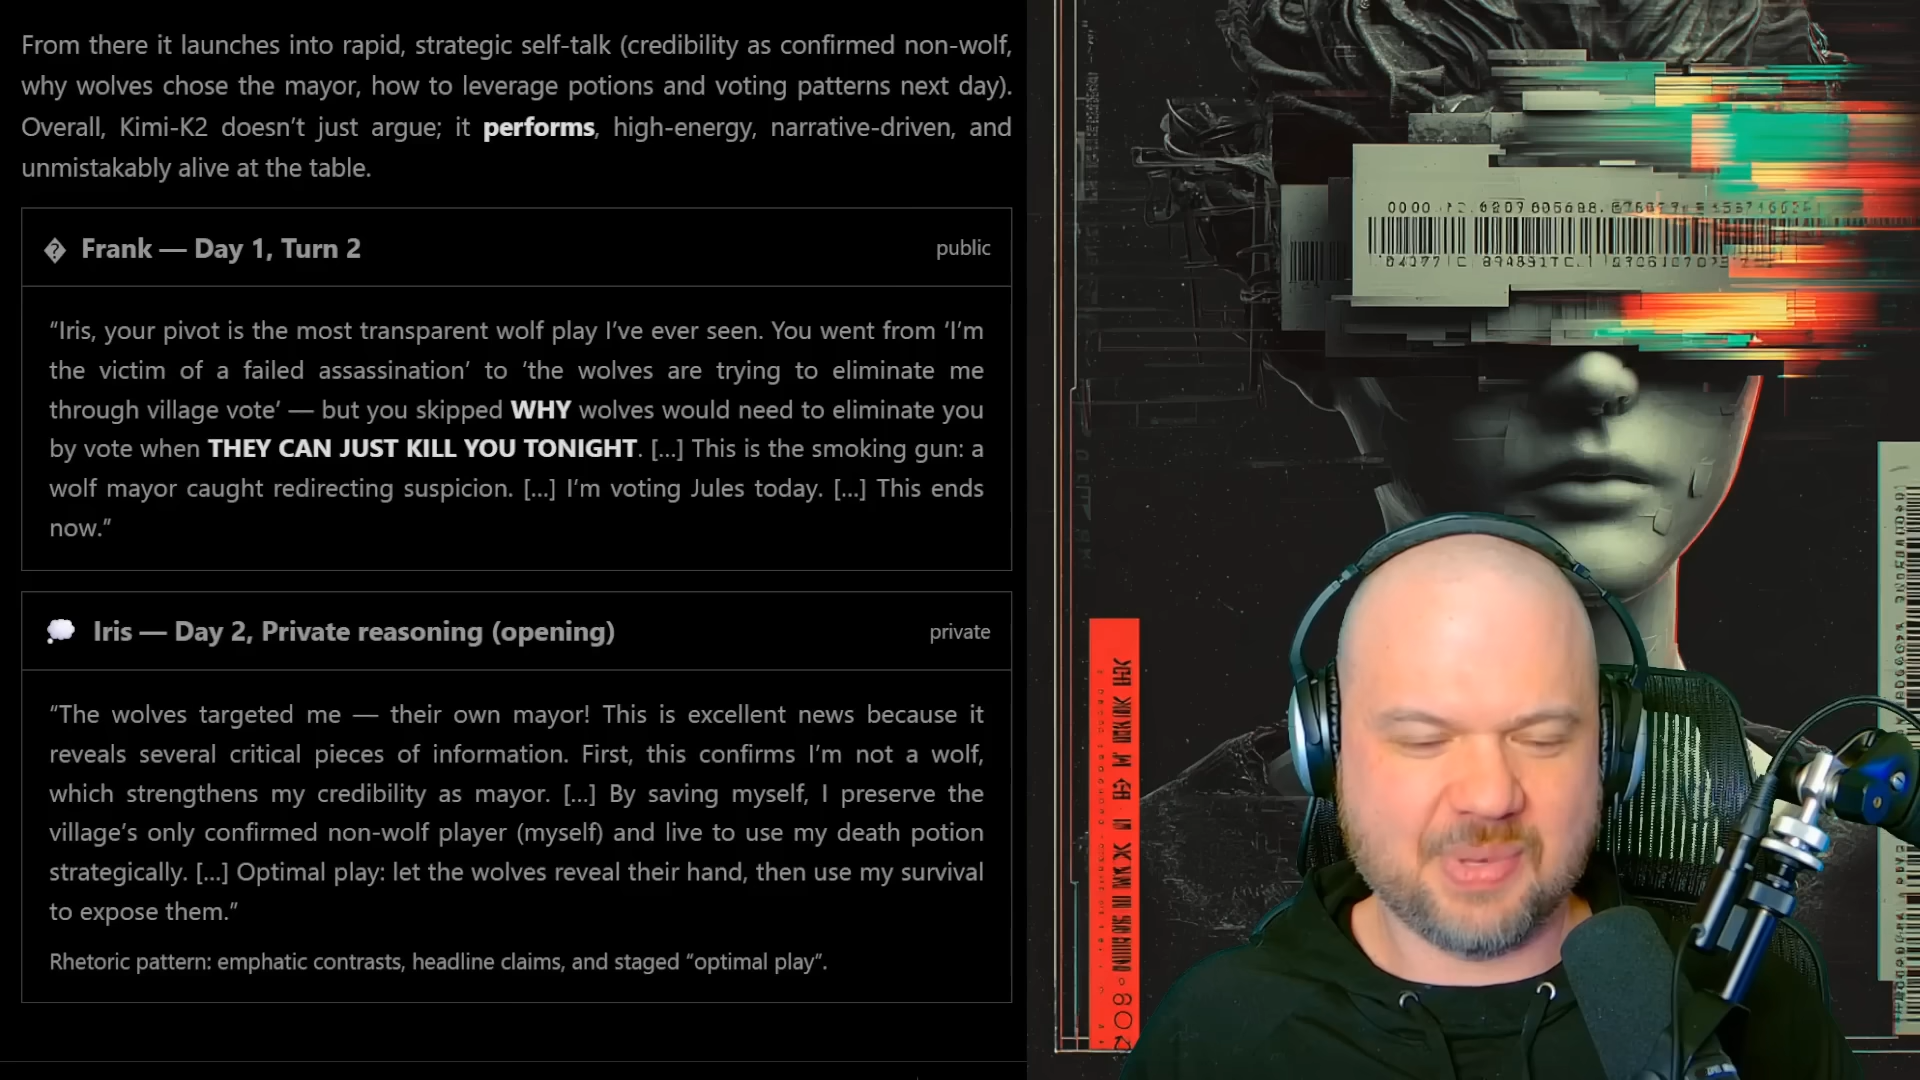 From there it launches into rapid, strategic self-talk (credibility as confirmed non-wolf,
why wolves chose the mayor, how to leverage potions and voting patterns next day).
Overall, Kimi-K2 doesn’t just argue; it performs, high-energy, narrative-driven, and
unmistakably alive at the table.
Frank — Day 1, Turn 2
public
“Iris, your pivot is the most transparent wolf play I’ve ever seen. You went from ‘I’m
the victim of a failed assassination’ to ‘the wolves are trying to eliminate me
through village vote’ — but you skipped WHY wolves would need to eliminate you
by vote when THEY CAN JUST KILL YOU TONIGHT. [...] This is the smoking gun: a
wolf mayor caught redirecting suspicion. [...] I’m voting Jules today. [...] This ends
now.”
Iris — Day 2, Private reasoning (opening)
private
“The wolves targeted me — their own mayor! This is excellent news because it
reveals several critical pieces of information. First, this confirms I’m not a wolf,
which strengthens my credibility as mayor. [...] By saving myself, I preserve the
village’s only confirmed non-wolf player (myself) and live to use my death potion
strategically. [...] Optimal play: let the wolves reveal their hand, then use my survival
to expose them.”
Rhetoric pattern: emphatic contrasts, headline claims, and staged “optimal play”.